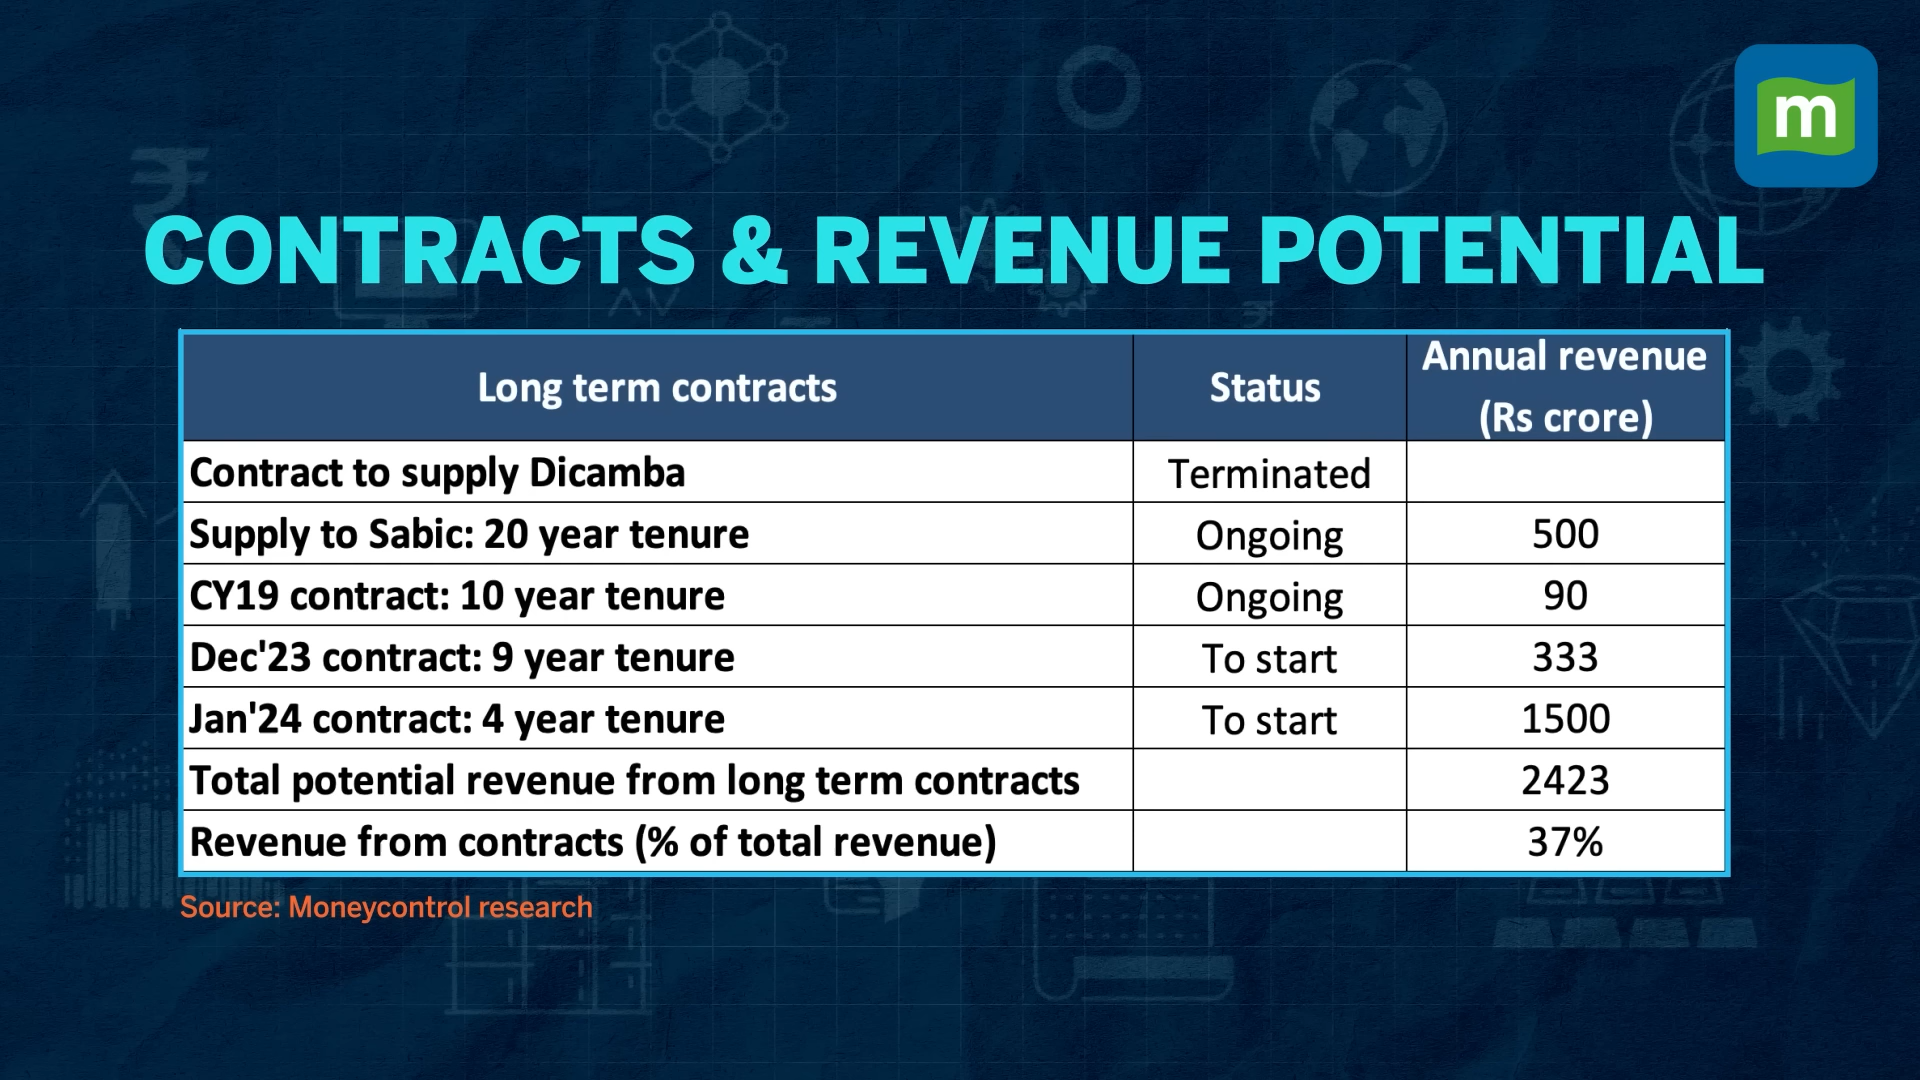 m
CONTRACTS & REVENUE POTENTIAL
Long term contracts Status Annual revenue (Rs crore)
Contract to supply Dicamba Terminated
Supply to Sabic: 20 year tenure Ongoing 500
CY19 contract: 10 year tenure Ongoing 90
Dec'23 contract: 9 year tenure To start 333
Jan'24 contract: 4 year tenure To start 1500
Total potential revenue from long term contracts 2423
Revenue from contracts (% of total revenue) 37%
Source: Moneycontrol research